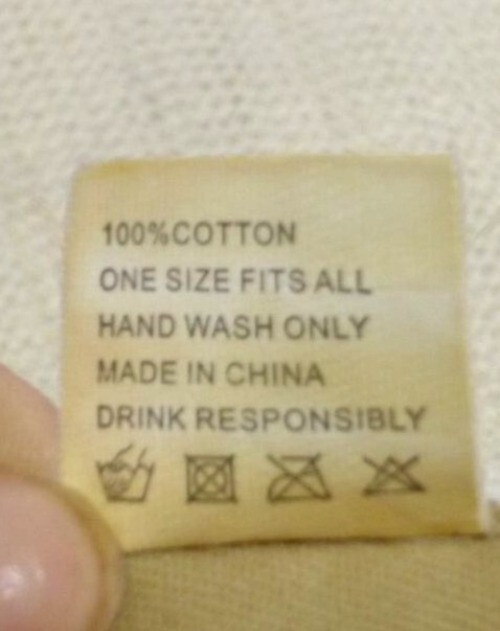 100%COTTON
ONE SIZE FITS ALL
HAND WASH ONLY
MADE IN CHINA
DRINK RESPONSIBLY